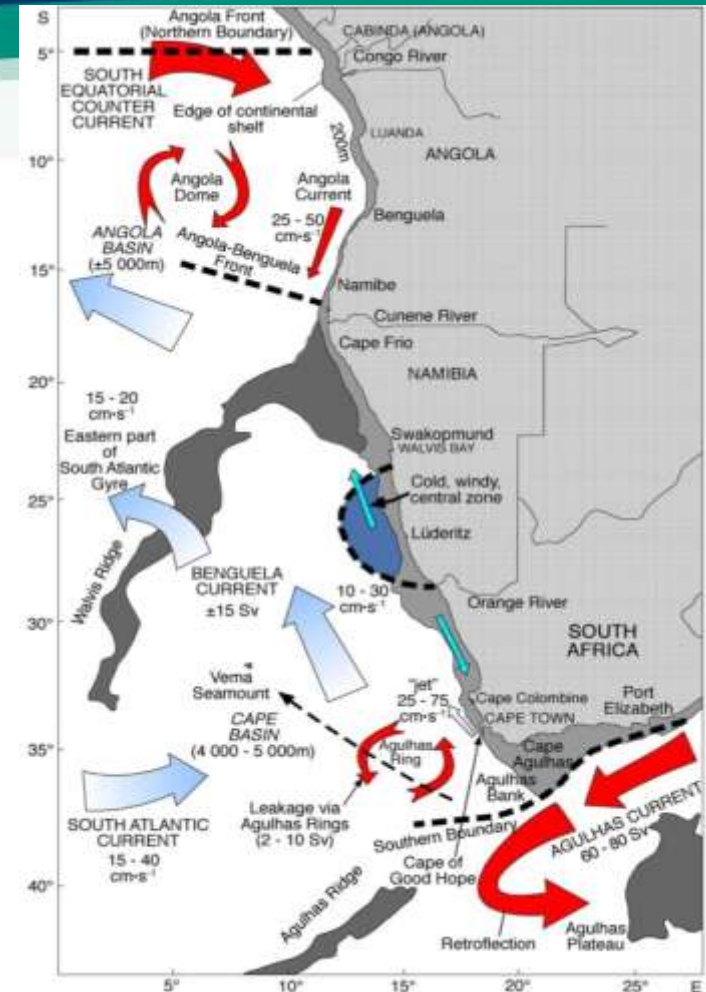 S
Angola Front
(Northern Boundary)
CABINDA (ANGOLA)
5°
Congo River
SOUTH
EQUATORIAL
COUNTER
CURRENT
Edge of continental
shelf
200m
LUANDA
10°
ANGOLA
Angola
Dome
Angola
Current
25 - 50
cm·s⁻¹
Benguela
ANGOLA
BASIN
(±5 000m)
Angola-Benguela
Front
15°
Namibe
Cunene River
Cape Frio
NAMIBIA
20°
15 - 20
cm·s⁻¹
Eastern part
of
South Atlantic
Gyre
Swakopmund
WALVIS BAY
Cold, windy,
central zone
25°
Lüderitz
Walvis Ridge
BENGUELA
CURRENT
±15 Sv
10 - 30
cm·s⁻¹
Orange River
30°
SOUTH
AFRICA
Vema
Seamount
"jet"
25 - 75
cm·s⁻¹
Cape Colombine
CAPE TOWN
Port
Elizabeth
CAPE
BASIN
(4 000 - 5 000m)
35°
Agulhas
Ring
Cape
Agulhas
Agulhas
Bank
Leakage via
Agulhas Rings
(2 - 10 Sv)
SOUTH ATLANTIC
CURRENT
15 - 40
cm·s⁻¹
Southern Boundary
AGULHAS CURRENT
60 - 80 Sv
Cape of
Good Hope
40°
Agulhas Ridge
Retroflection
Agulhas
Plateau
5°
10°
15°
20°
25°
E